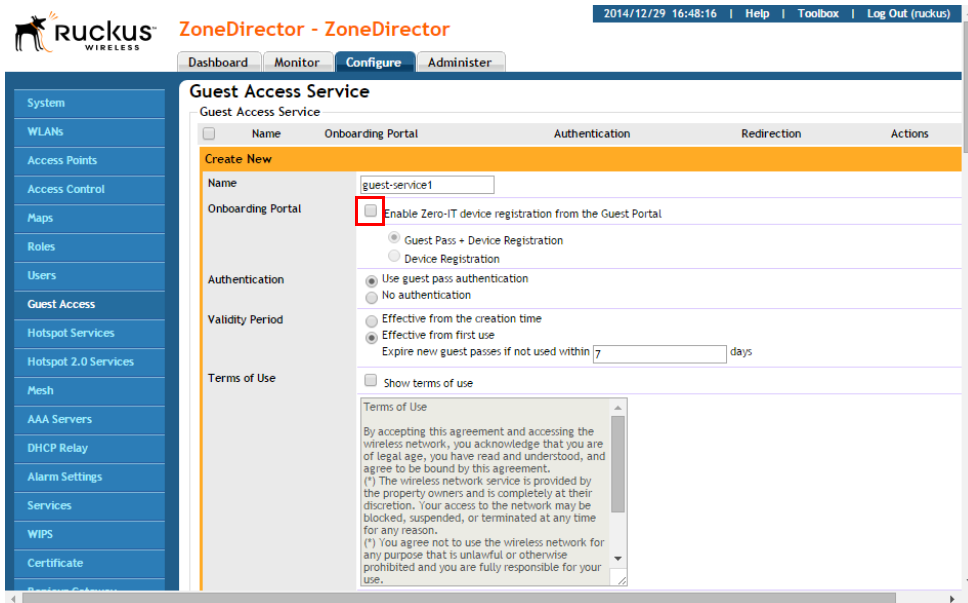 2014/12/29 16:48:16 | Help | Toolbox | Log Out (ruckus)
RUCKUS WIRELESS
ZoneDirector - ZoneDirector
Dashboard Monitor Configure Administer
System
WLANs
Access Points
Access Control
Maps
Roles
Users
Guest Access
Hotspot Services
Hotspot 2.0 Services
Mesh
AAA Servers
DHCP Relay
Alarm Settings
Services
WIPS
Certificate
Guest Access Service
Guest Access Service
Name Onboarding Portal Authentication Redirection Actions
Create New
Name guest-service1
Onboarding Portal Enable Zero-IT device registration from the Guest Portal
Guest Pass + Device Registration
Device Registration
Authentication Use guest pass authentication
No authentication
Validity Period Effective from the creation time
Effective from first use
Expire new guest passes if not used within 7 days
Terms of Use Show terms of use
Terms of Use
By accepting this agreement and accessing the
wireless network, you acknowledge that you are
of legal age, you have read and understood, and
agree to be bound by this agreement.
(*) The wireless network service is provided by
the property owners and is completely at their
discretion. Your access to the network may be
blocked, suspended, or terminated at any time
for any reason.
(*) You agree not to use the wireless network for
any purpose that is unlawful or otherwise
prohibited and you are fully responsible for your
use.